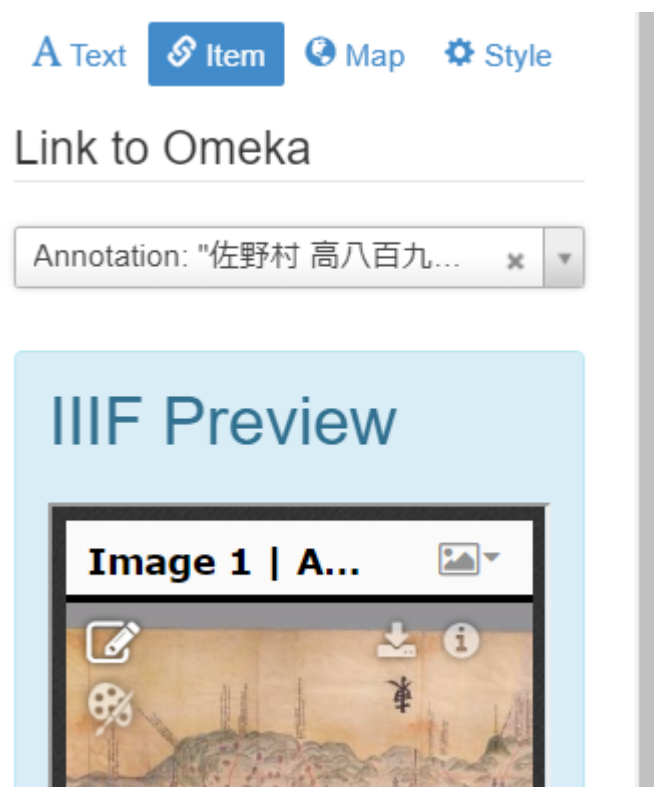 A Text Item Map Style
Link to Omeka
Annotation: "佐野村 高八百九...
IIIF Preview
Image 1 | A...
東